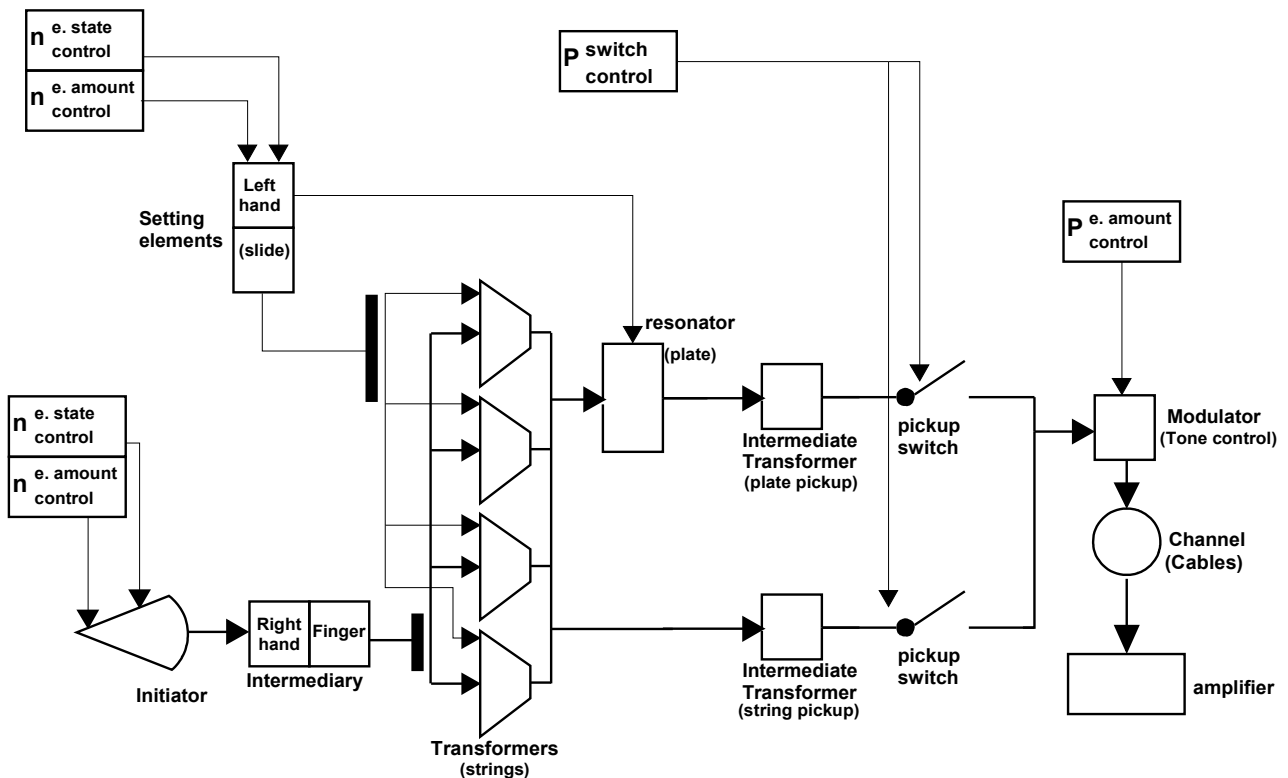 n e. state
control
n e. amount
control
P switch
control
Left
hand
(slide)
Setting
elements
P e. amount
control
resonator
(plate)
n e. state
control
n e. amount
control
Intermediate
Transformer
(plate pickup)
pickup
switch
Modulator
(Tone control)
Channel
(Cables)
Right
hand
Finger
Initiator
Intermediary
Intermediate
Transformer
(string pickup)
pickup
switch
amplifier
Transformers
(strings)